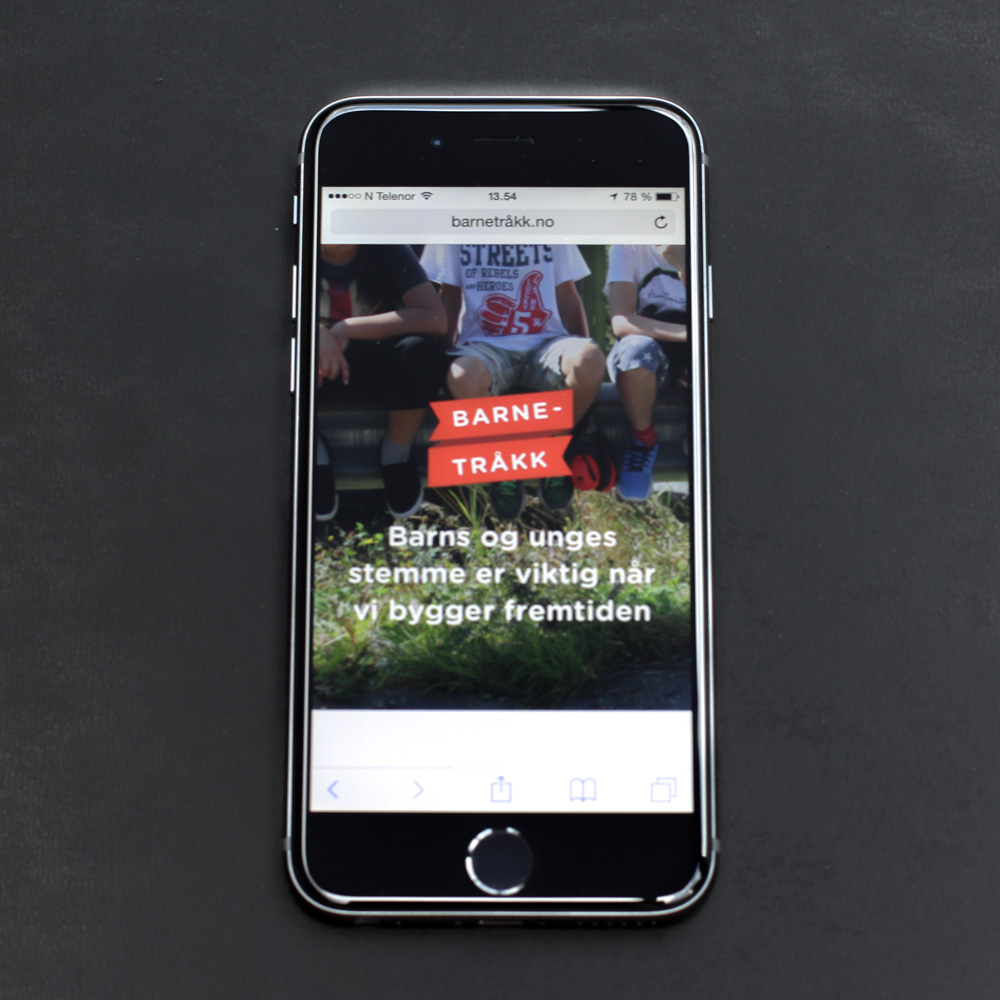 N Telenor 13.54 78 %
barnetråkk.no
STREETS
OF REBELS
AND HEROES
5
BARNE-
TRÅKK
Barns og unges
stemme er viktig når
vi bygger fremtiden